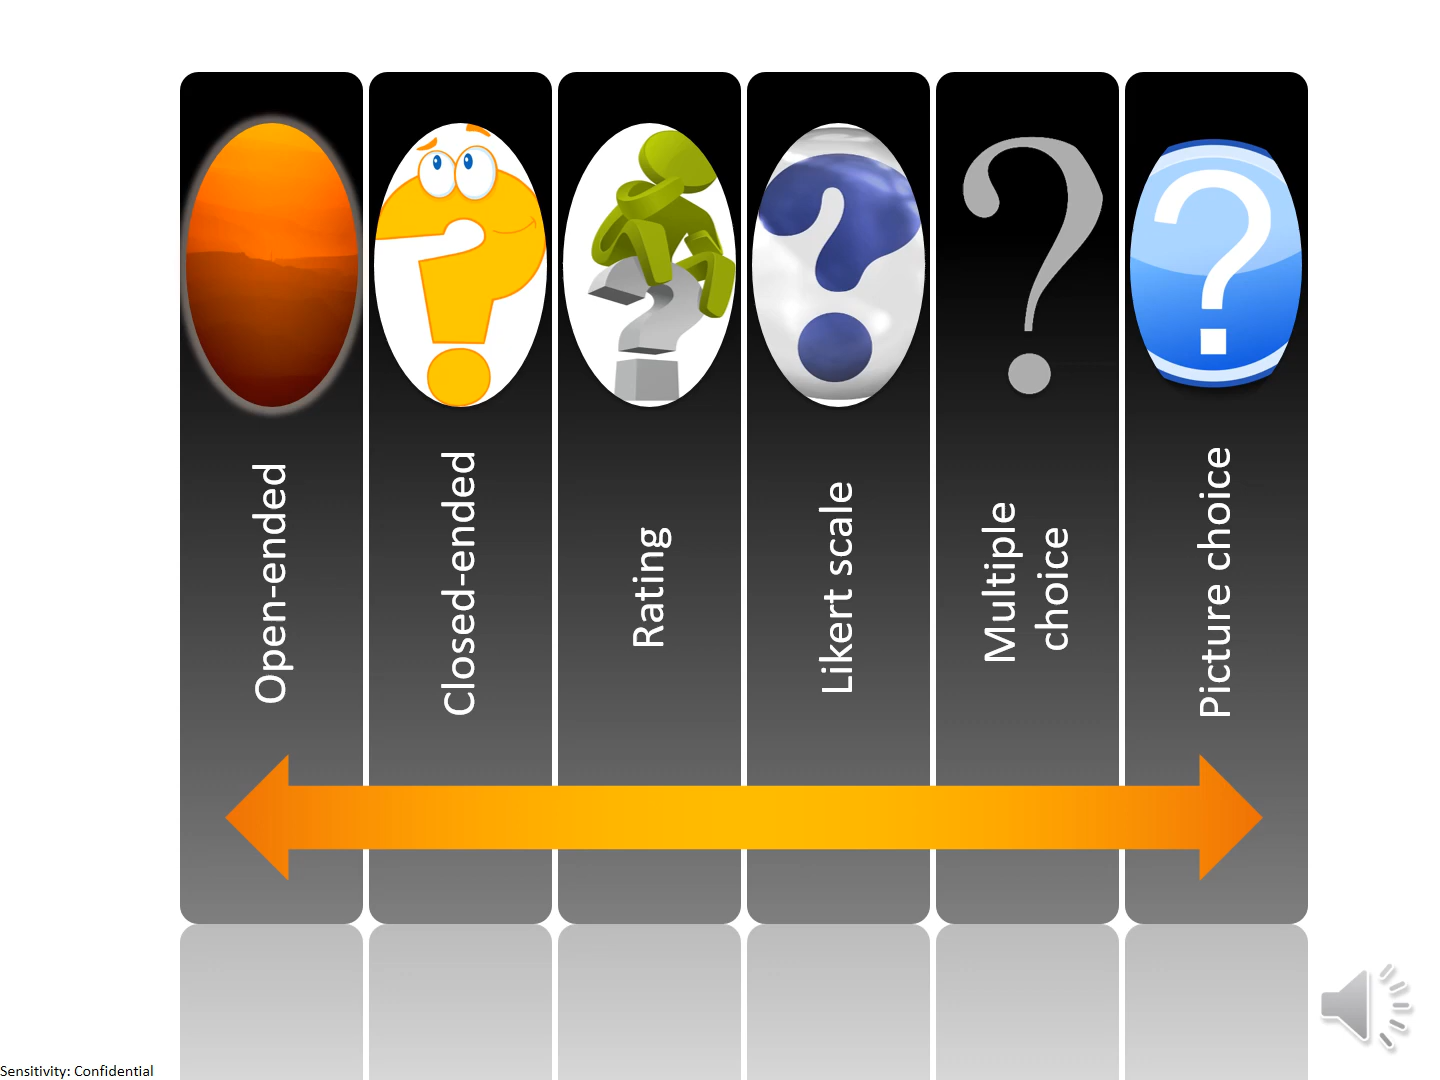 Open-ended
Closed-ended
Rating
Likert scale
Multiple
choice
Picture choice
Sensitivity: Confidential